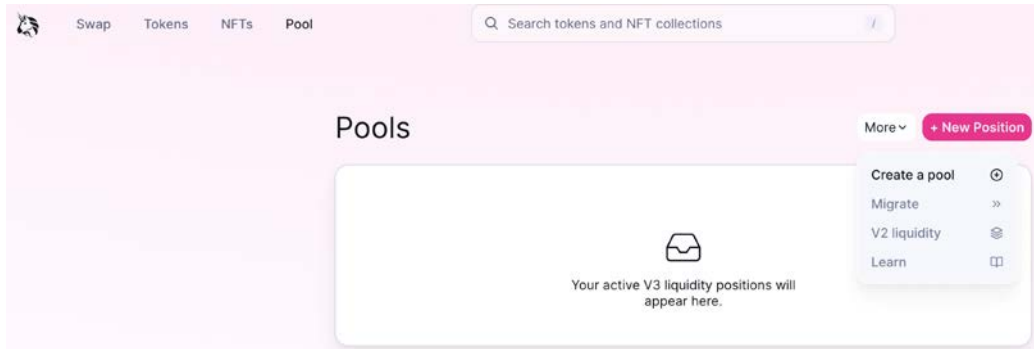 Swap Tokens NFTs Pool Search tokens and NFT collections /
Pools More + New Position
Create a pool
Migrate
V2 liquidity
Learn
Your active V3 liquidity positions will
appear here.